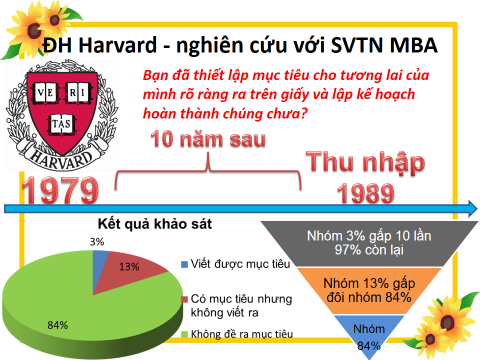 ĐH Harvard - nghiên cứu với SVTN MBA
Bạn đã thiết lập mục tiêu cho tương lai của
mình rõ ràng ra trên giấy và lập kế hoạch
hoàn thành chúng chưa?
VE RI
TAS
HARVARD
10 năm sau
1979
Thu nhập
1989
Kết quả khảo sát
3%
13%
84%
Viết được mục tiêu
Có mục tiêu nhưng
không viết ra
Không đề ra mục tiêu
Nhóm 3% gấp 10 lần
97% còn lại
Nhóm 13% gấp
đôi nhóm 84%
Nhóm
84%